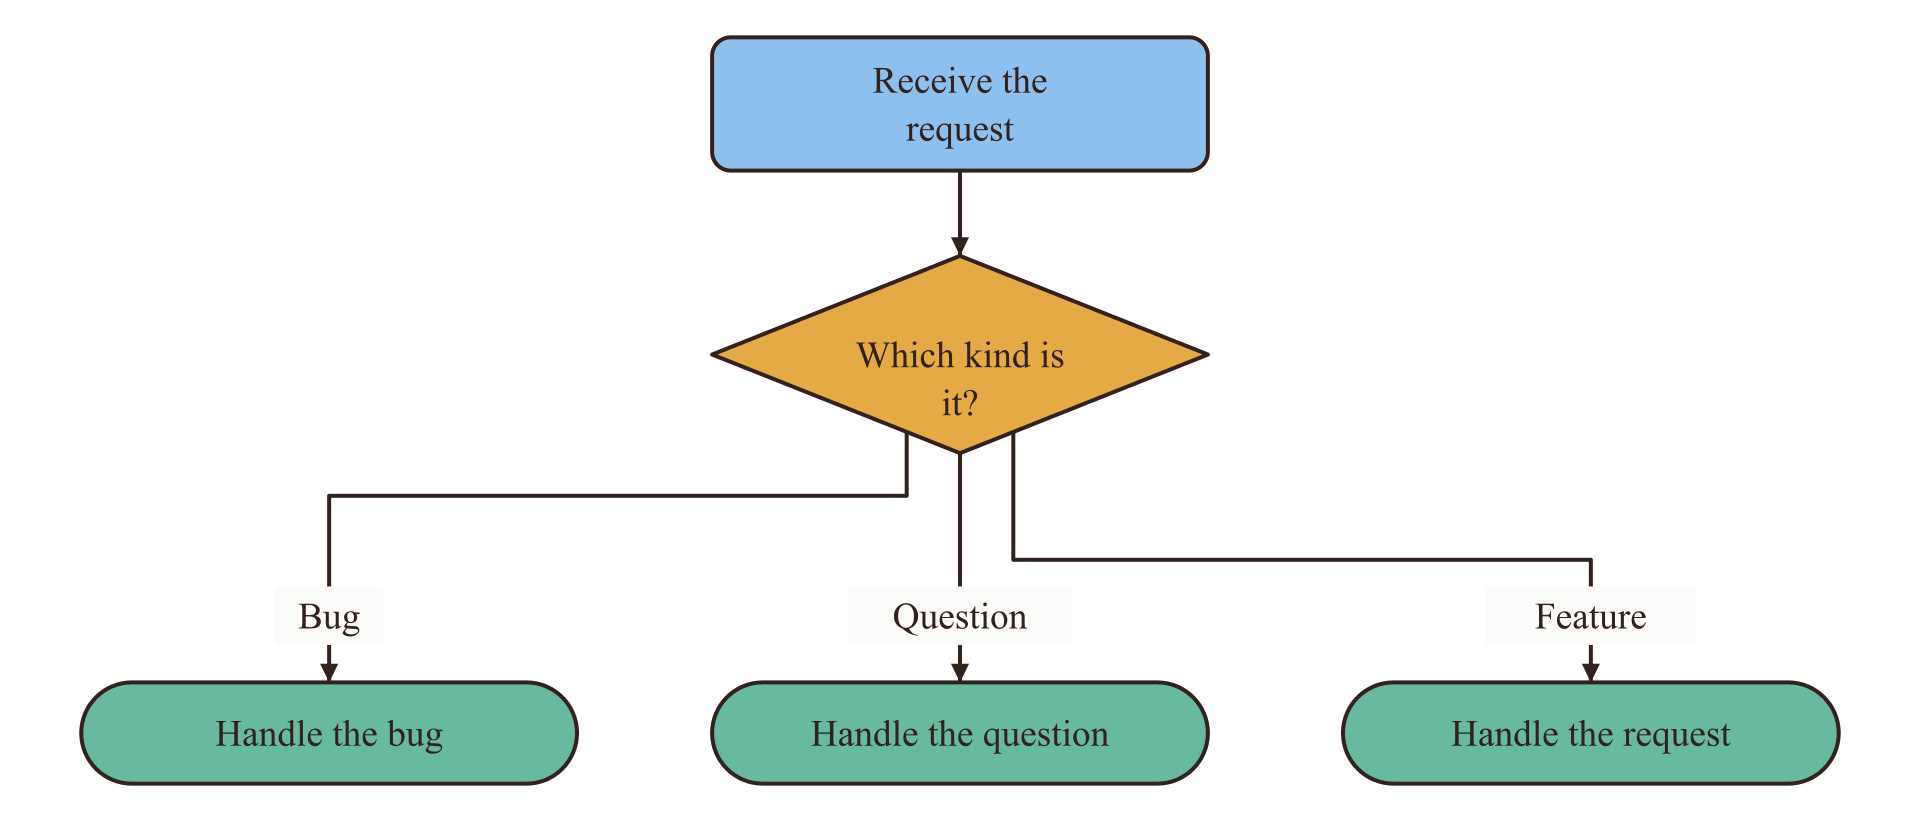 Receive the
request
Which kind is
it?
Bug
Question
Feature
Handle the bug
Handle the question
Handle the request